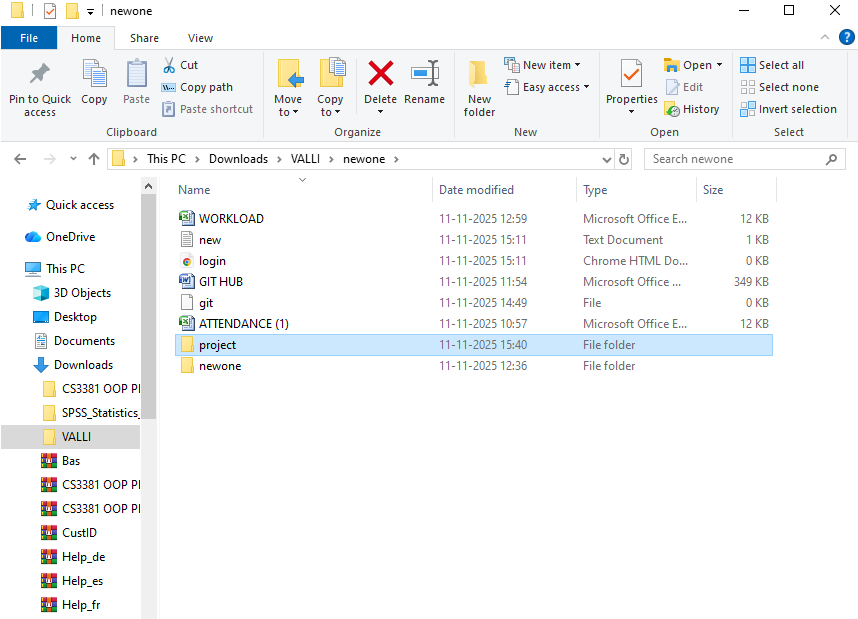 newone
File Home Share View
Pin to Quick access
Copy
Paste
Cut
Copy path
Paste shortcut
Clipboard
Move to
Copy to
Delete
Rename
Organize
New folder
New item
Easy access
New
Properties
Open
Edit
History
Open
Select all
Select none
Invert selection
Select
This PC > Downloads > VALLI > newone >
Search newone
Quick access
OneDrive
This PC
3D Objects
Desktop
Documents
Downloads
CS3381 OOP P
SPSS_Statistics_
VALLI
Bas
CS3381 OOP P
CS3381 OOP P
CustID
Help_de
Help_es
Help_fr
Name Date modified Type Size
WORKLOAD 11-11-2025 12:59 Microsoft Office E... 12 KB
new 11-11-2025 15:11 Text Document 1 KB
login 11-11-2025 15:11 Chrome HTML Do... 0 KB
GIT HUB 11-11-2025 11:54 Microsoft Office ... 349 KB
git 11-11-2025 14:49 File 0 KB
ATTENDANCE (1) 11-11-2025 10:57 Microsoft Office E... 12 KB
project 11-11-2025 15:40 File folder
newone 11-11-2025 12:36 File folder